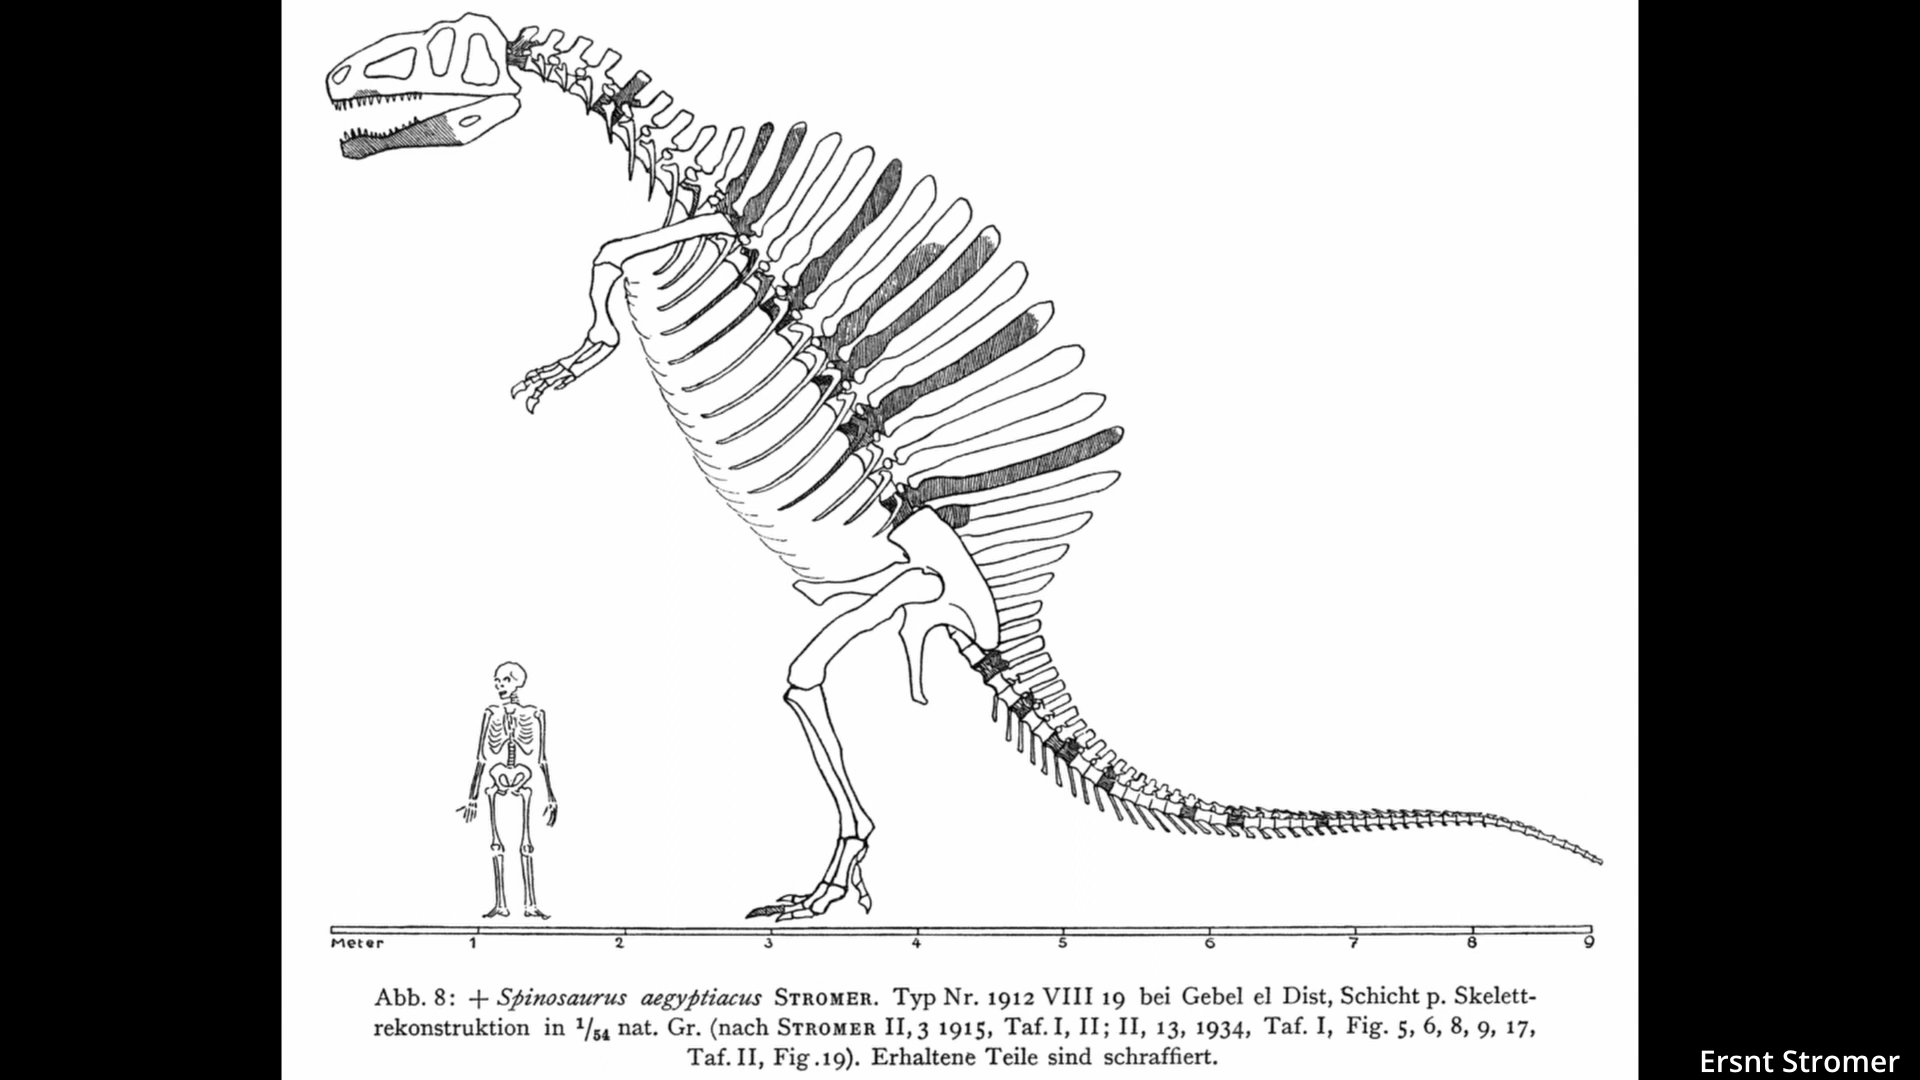 Meter 1 2 3 4 5 6 7 8 9
Abb. 8: + Spinosaurus aegyptiacus STROMER. Typ Nr. 1912 VIII 19 bei Gebel el Dist, Schicht p. Skelett-
rekonstruktion in 1/54 nat. Gr. (nach STROMER II, 3 1915, Taf. I, II; II, 13, 1934, Taf. I, Fig. 5, 6, 8, 9, 17,
Taf. II, Fig. 19). Erhaltene Teile sind schraffiert.
Ersnt Stromer